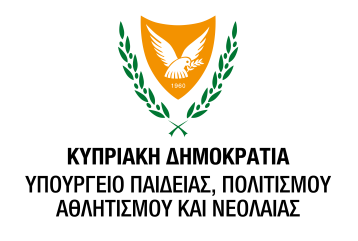 1960
ΚΥΠΡΙΑΚΗ ΔΗΜΟΚΡΑΤΙΑ
ΥΠΟΥΡΓΕΙΟ ΠΑΙΔΕΙΑΣ, ΠΟΛΙΤΙΣΜΟΥ
ΑΘΛΗΤΙΣΜΟΥ ΚΑΙ ΝΕΟΛΑΙΑΣ